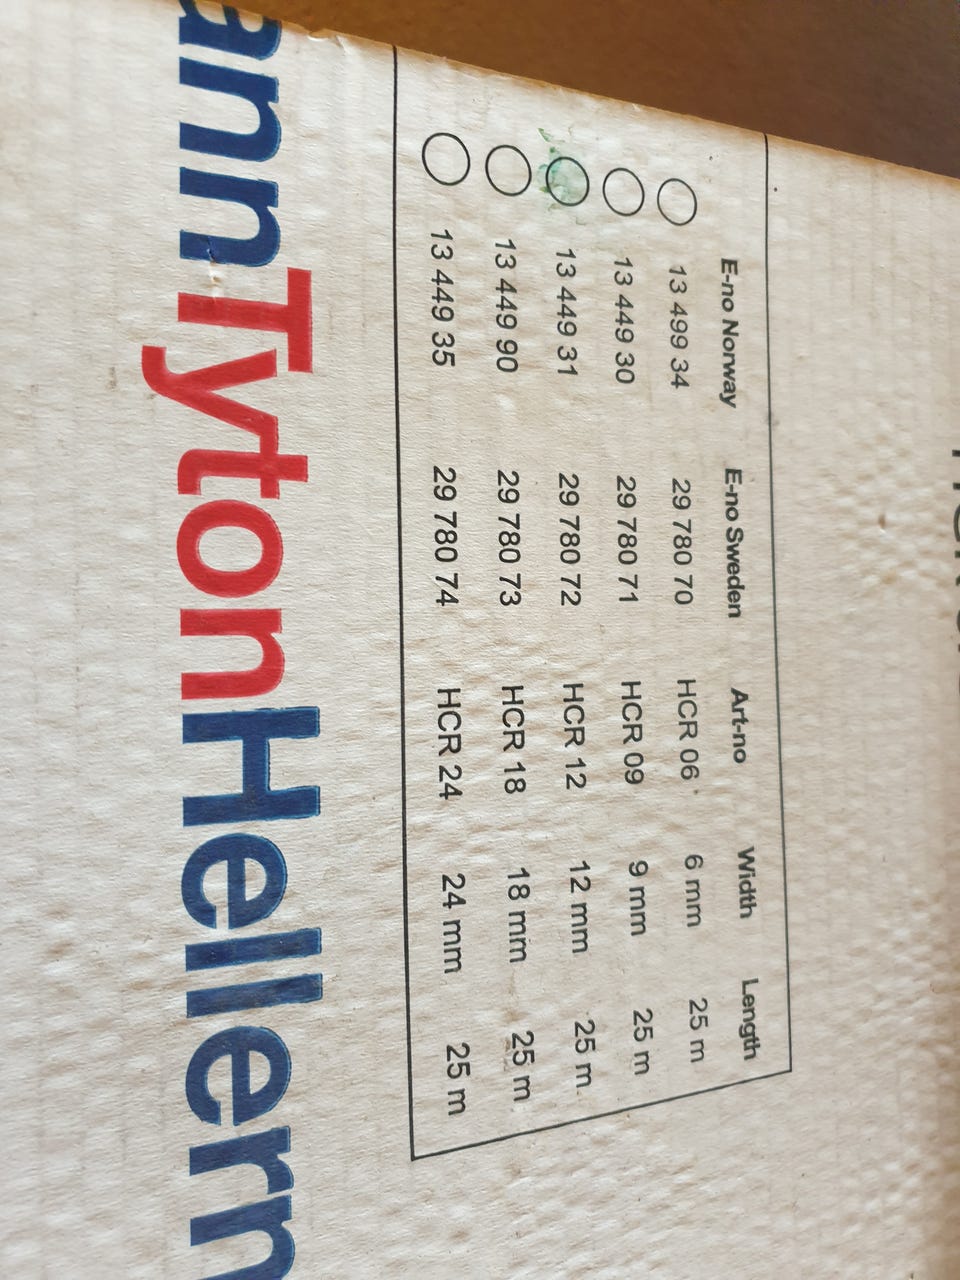 E-no Norway E-no Sweden Art-no Width Length
13 499 34 29 780 70 HCR 06 6 mm 25 m
13 449 30 29 780 71 HCR 09 9 mm 25 m
13 449 31 29 780 72 HCR 12 12 mm 25 m
13 449 90 29 780 73 HCR 18 18 mm 25 m
13 449 35 29 780 74 HCR 24 24 mm 25 m
annTytonHellerm